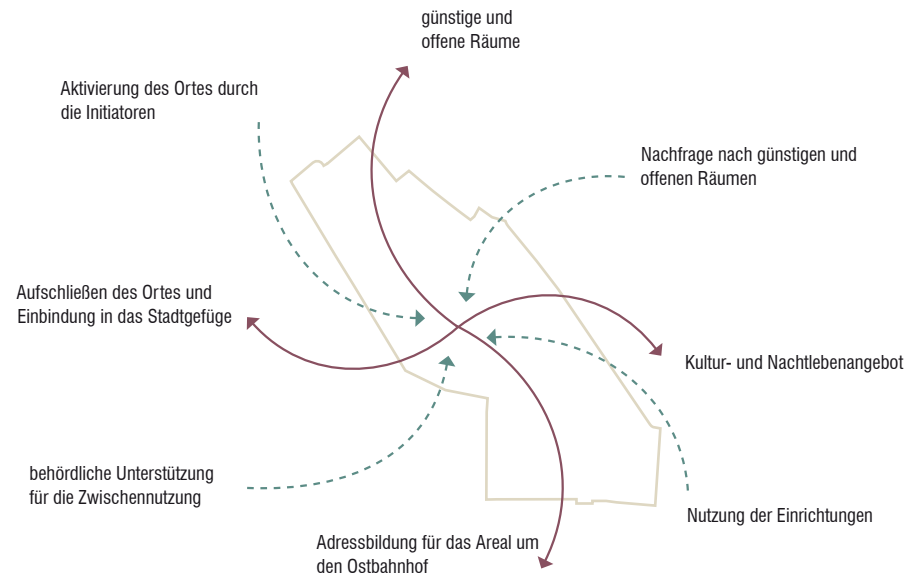 günstige und
offene Räume
Aktivierung des Ortes durch
die Initiatoren
Nachfrage nach günstigen und
offenen Räumen
Aufschließen des Ortes und
Einbindung in das Stadtgefüge
Kultur- und Nachtlebenangebot
behördliche Unterstützung
für die Zwischennutzung
Nutzung der Einrichtungen
Adressbildung für das Areal um
den Ostbahnhof